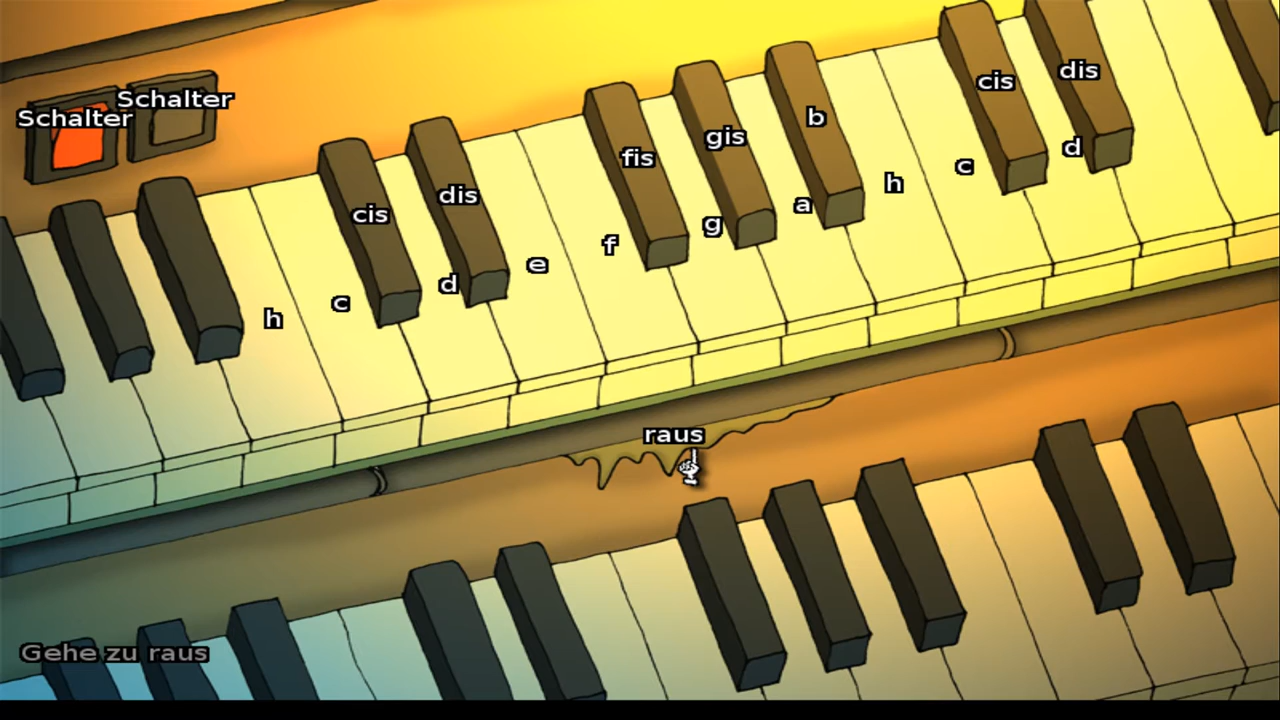 Schalter
Schalter
cis
dis
fis
gis
b
cis
dis
h
c
d
e
f
g
a
h
c
d
raus
Gehe zu raus